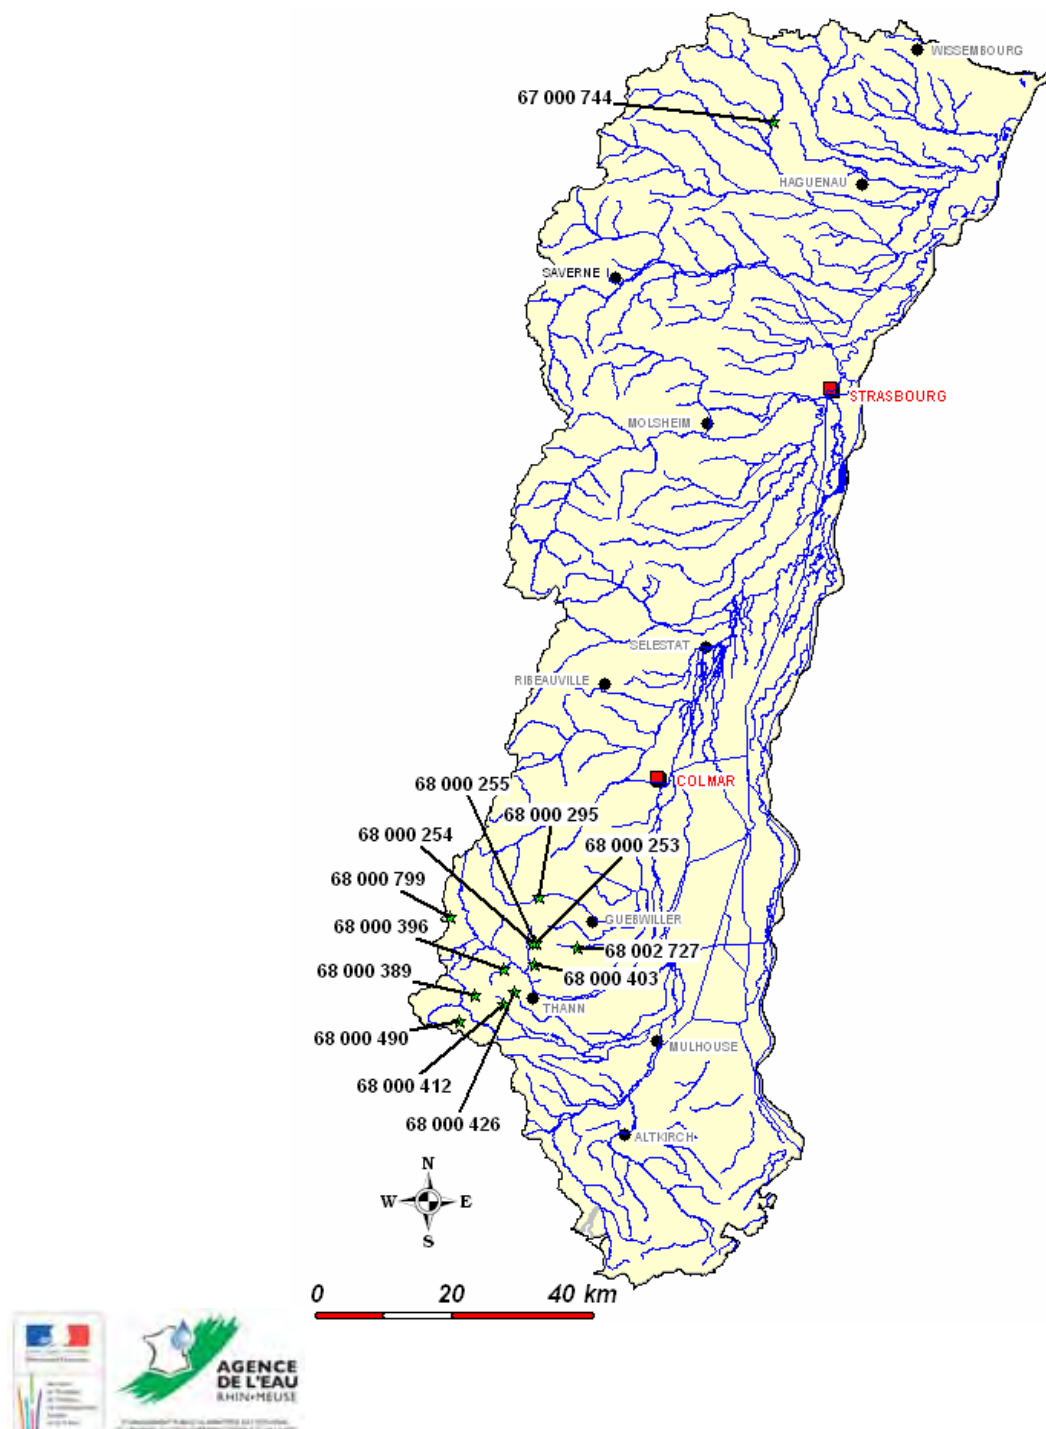 WISSEMBOURG
67 000 744
HAGUENAU
SAVERNE
STRASBOURG
MOLSHEIM
SELESTAT
RIBEAUVILLE
COLMAR
68 000 255
68 000 295
68 000 254
68 000 253
68 000 799
GUEBWILLER
68 000 396
68 002 727
68 000 389
68 000 403
THANN
68 000 490
MULHOUSE
68 000 412
68 000 426
ALTKIRCH
N
W E
S
0 20 40 km
AGENCE
DE L'EAU
RHIN-MEUSE